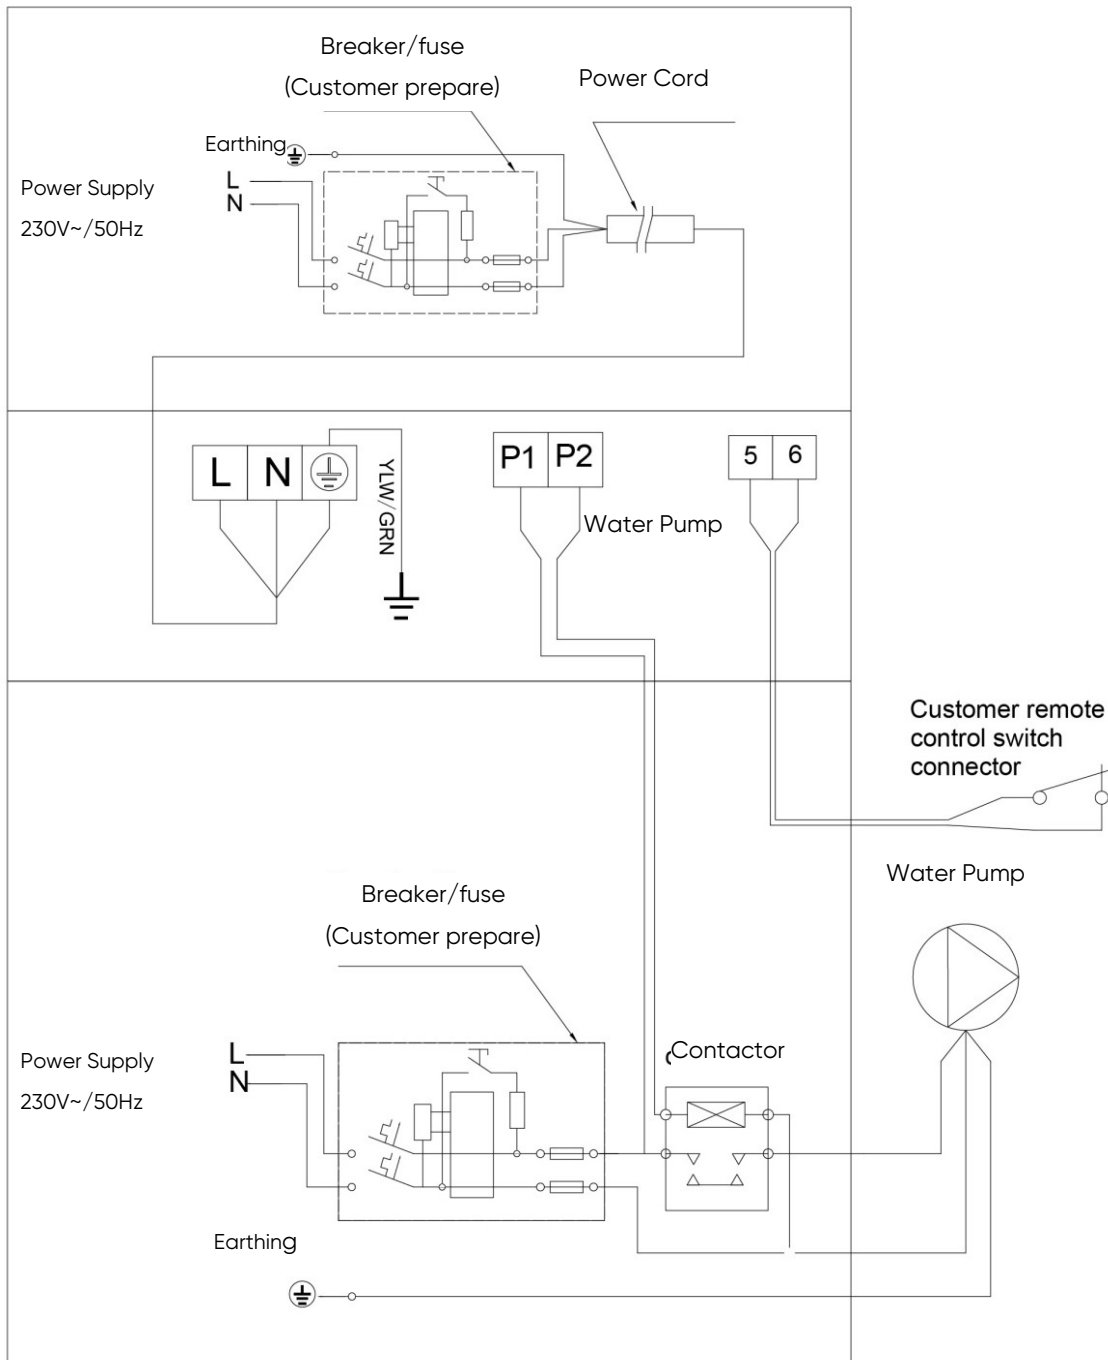 Breaker/fuse
(Customer prepare)
Power Cord
Earthing
Power Supply
230V~/50Hz
L
N
L N
YLW/GRN
P1 P2
Water Pump
5 6
Customer remote
control switch
connector
Water Pump
Breaker/fuse
(Customer prepare)
Contactor
Power Supply
230V~/50Hz
L
N
Earthing